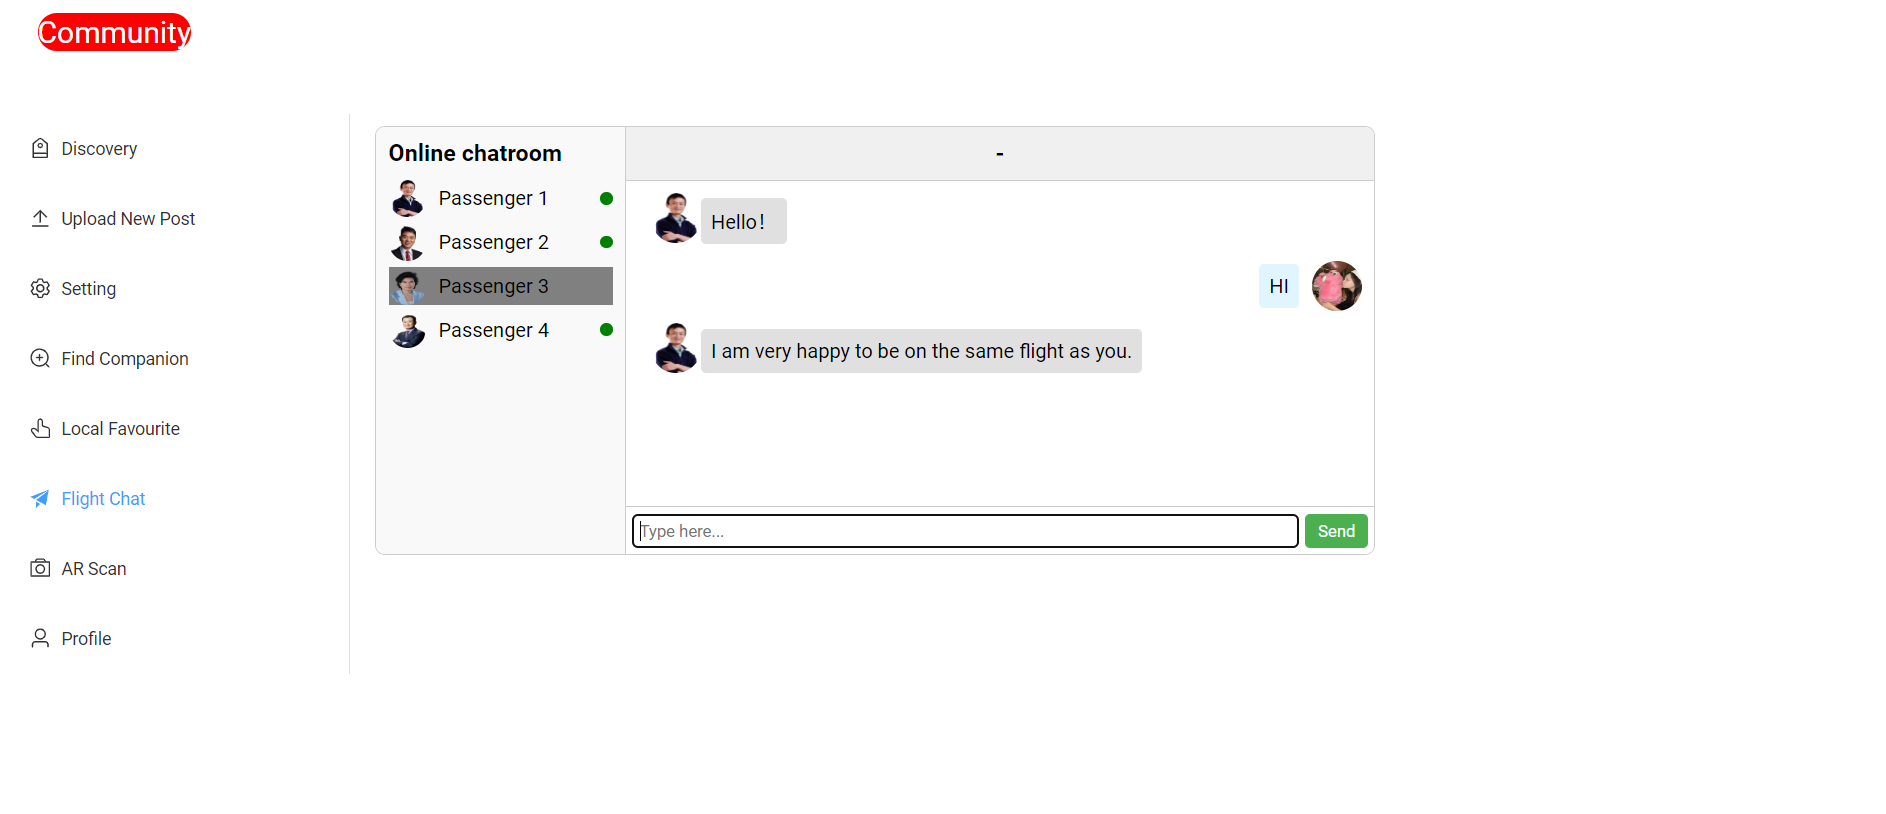 Community
Discovery
Upload New Post
Setting
Find Companion
Local Favourite
Flight Chat
AR Scan
Profile
Online chatroom
Passenger 1
Passenger 2
Passenger 3
Passenger 4
-
Hello！
HI
I am very happy to be on the same flight as you.
Type here...
Send